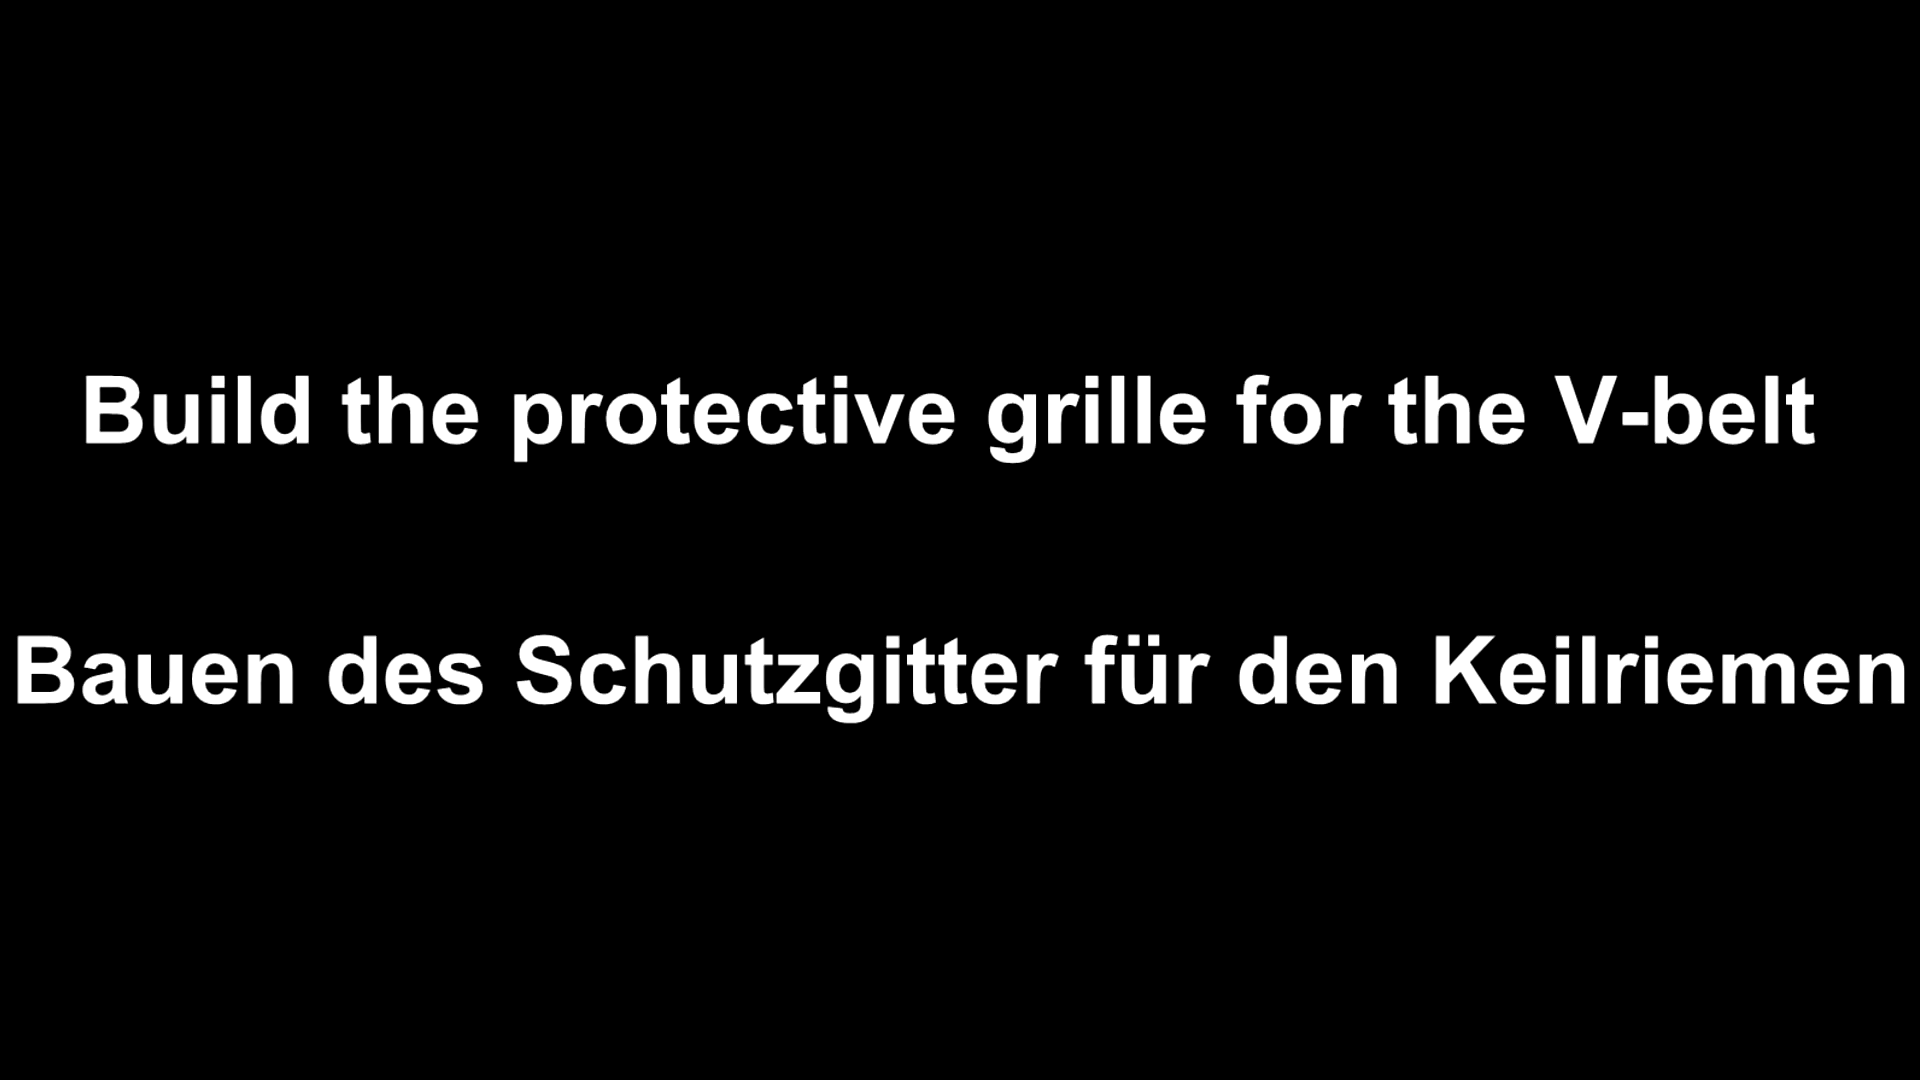 Build the protective grille for the V-belt
Bauen des Schutzgitter für den Keilriemen